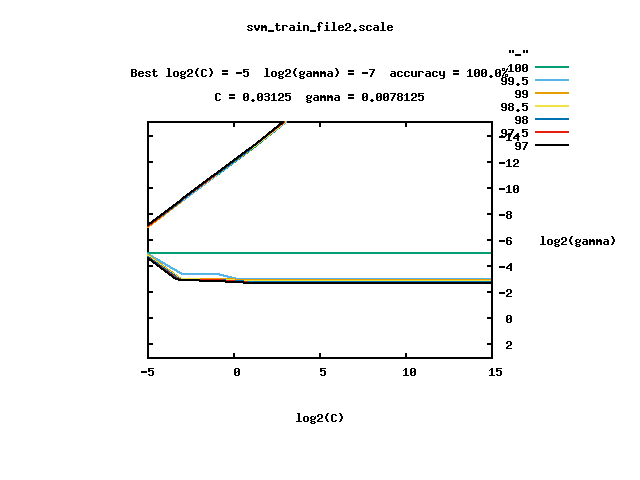 svm_train_file2.scale
"-"
Best log2(C) = -5  log2(gamma) = -7  accuracy = 100.0%
100
99.5
C = 0.03125  gamma = 0.0078125
99
98.5
98
97.5
-14
97
-12
-10
-8
-6
log2(gamma)
-4
-2
0
2
-5 0 5 10 15
log2(C)